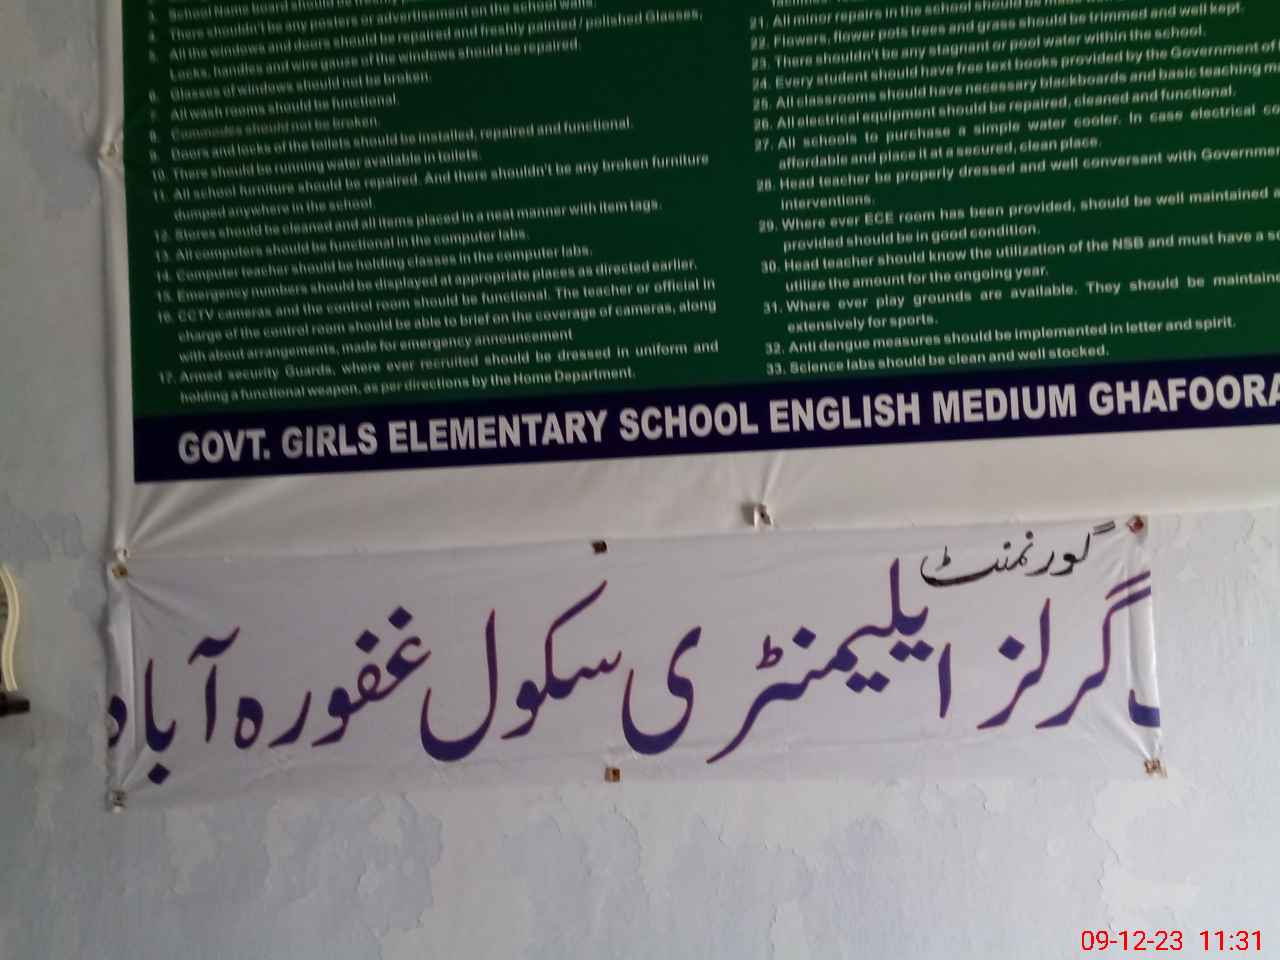 School Name board should be freshly
4. There shouldn't be any posters or advertisement on the school walls.
5. All the windows and doors should be repaired and freshly painted / polished Glasses,
Locks, handles and wire gauze of the windows should be repaired.
6. Glasses of windows should not be broken.
7. All wash rooms should be functional.
8. Commodes should not be broken.
9. Doors and locks of the toilets should be installed, repaired and functional.
10. There should be running water available in toilets.
11. All school furniture should be repaired. And there shouldn't be any broken furniture
dumped anywhere in the school
12. Stores should be cleaned and all items placed in a neat manner with item tags.
13. All computers should be functional in the computer labs.
14. Computer teacher should be holding classes in the computer labs.
15. Emergency numbers should be displayed at appropriate places as directed earlier.
16. CCTV cameras and the control room should be functional. The teacher or official in
charge of the control room should be able to brief on the coverage of cameras, along
with about arrangements, made for emergency announcement
17. Armed security Guards, where ever recruited should be dressed in uniform and
holding a functional weapon, as per directions by the Home Department.
21. All minor repairs in the school should be made
22. Flowers, flower pots trees and grass should be trimmed and well kept.
23. There shouldn't be any stagnant or pool water within the school.
24. Every student should have free text books provided by the Government of
25. All classrooms should have necessary blackboards and basic teaching
26. All electrical equipment should be repaired, cleaned and functional.
27. All schools to purchase a simple water cooler. In case electrical
affordable and place it at a secured, clean place.
28. Head teacher be properly dressed and well conversant with Governmen
interventions.
29. Where ever ECE room has been provided, should be well maintained
provided should be in good condition.
30. Head teacher should know the utilization of the NSB and must have a
utilize the amount for the ongoing year.
31. Where ever play grounds are available. They should be maintaine
extensively for sports.
32. Anti dengue measures should be implemented in letter and spirit.
33. Science labs should be clean and well stocked.
GOVT. GIRLS ELEMENTARY SCHOOL ENGLISH MEDIUM GHAFOORA
گورنمنٹ
گرلز ایلیمنٹری سکول غفورہ آباد
09-12-23 11:31